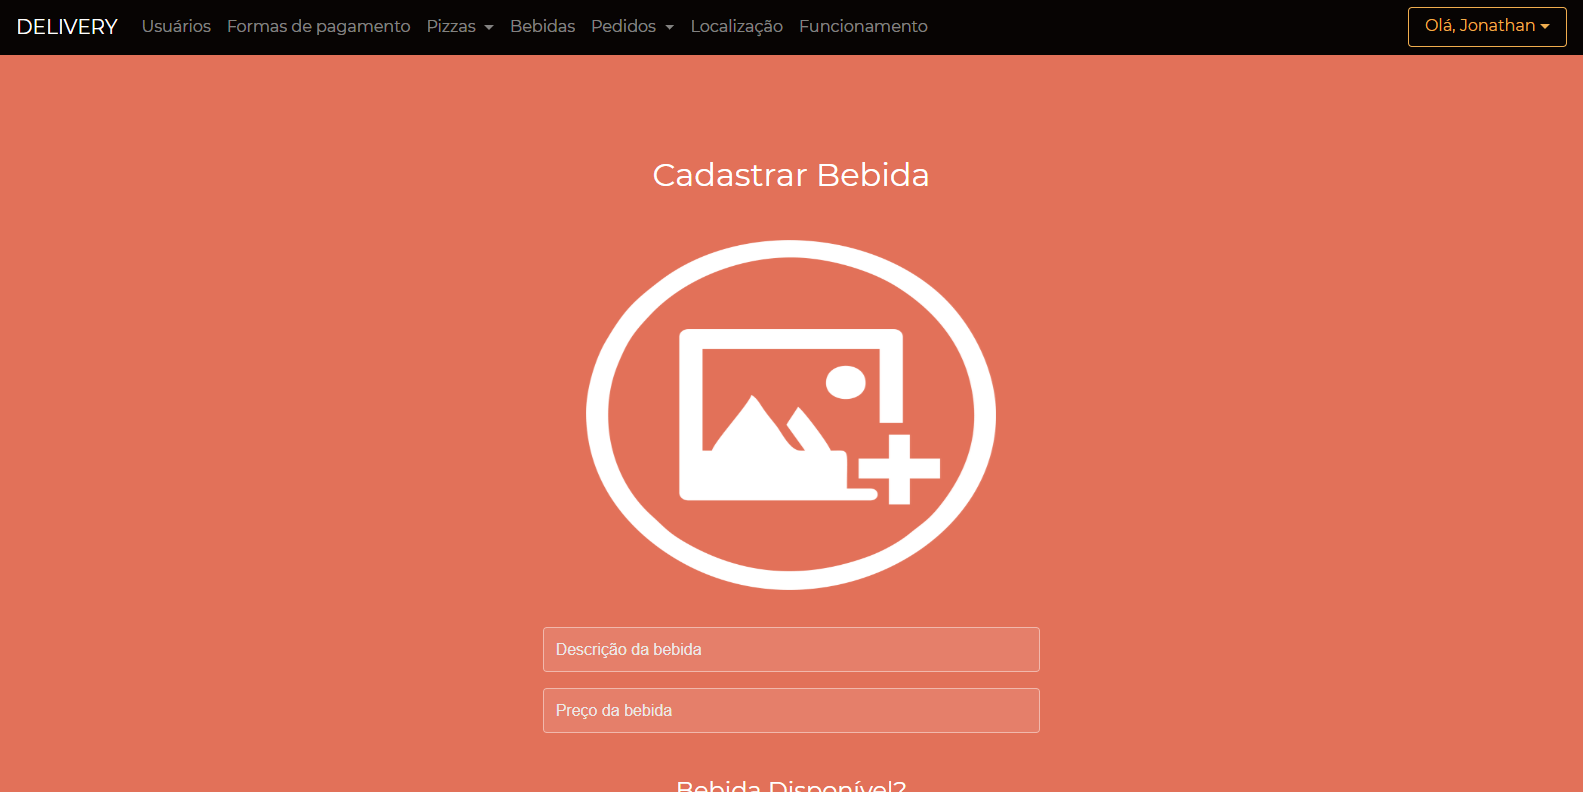 DELIVERY Usuários Formas de pagamento Pizzas Bebidas Pedidos Localização Funcionamento Olá, Jonathan
Cadastrar Bebida
Descrição da bebida
Preço da bebida
Bebida Disponível?